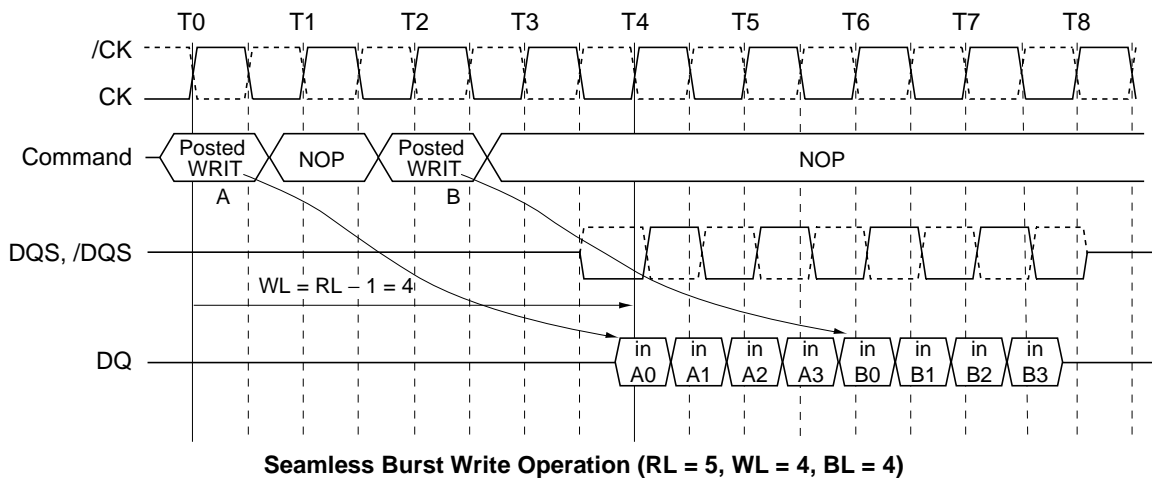 T0 T1 T2 T3 T4 T5 T6 T7 T8
/CK
CK
Command
Posted
WRIT
A
NOP
Posted
WRIT
B
NOP
DQS, /DQS
WL = RL − 1 = 4
DQ
in
A0
in
A1
in
A2
in
A3
in
B0
in
B1
in
B2
in
B3
Seamless Burst Write Operation (RL = 5, WL = 4, BL = 4)